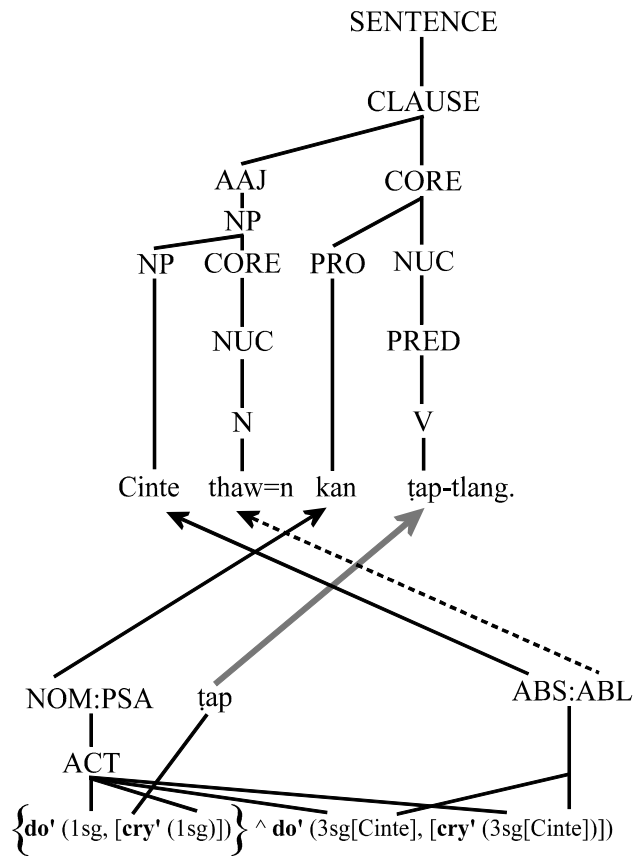 SENTENCE
CLAUSE
AAJ CORE
NP
NP CORE PRO NUC
NUC PRED
N V
Cinte thaw=n kan ṭap-tlang.
NOM:PSA ṭap ABS:ABL
ACT
{do' (1sg, [cry' (1sg)])} ^ do' (3sg[Cinte], [cry' (3sg[Cinte])])